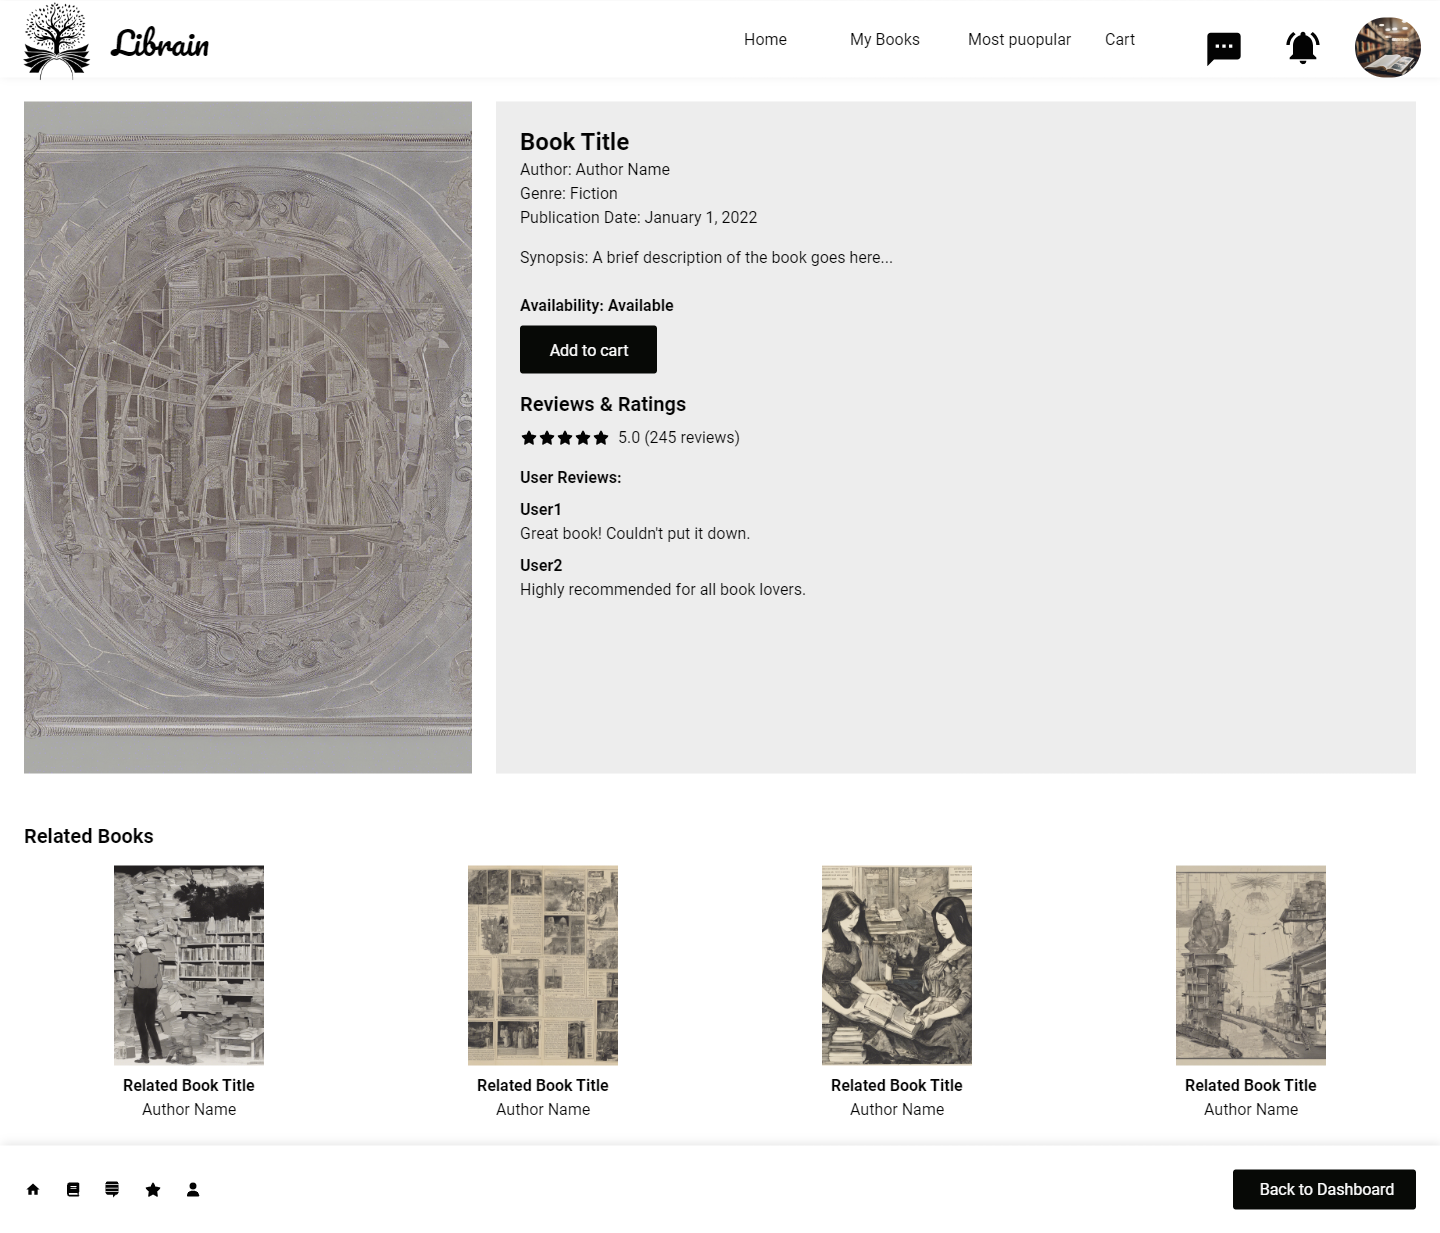 Librain
Home
My Books
Most puopular
Cart
Book Title
Author: Author Name
Genre: Fiction
Publication Date: January 1, 2022
Synopsis: A brief description of the book goes here...
Availability: Available
Add to cart
Reviews & Ratings
5.0 (245 reviews)
User Reviews:
User1
Great book! Couldn't put it down.
User2
Highly recommended for all book lovers.
Related Books
Related Book Title
Author Name
Related Book Title
Author Name
Related Book Title
Author Name
Related Book Title
Author Name
Back to Dashboard